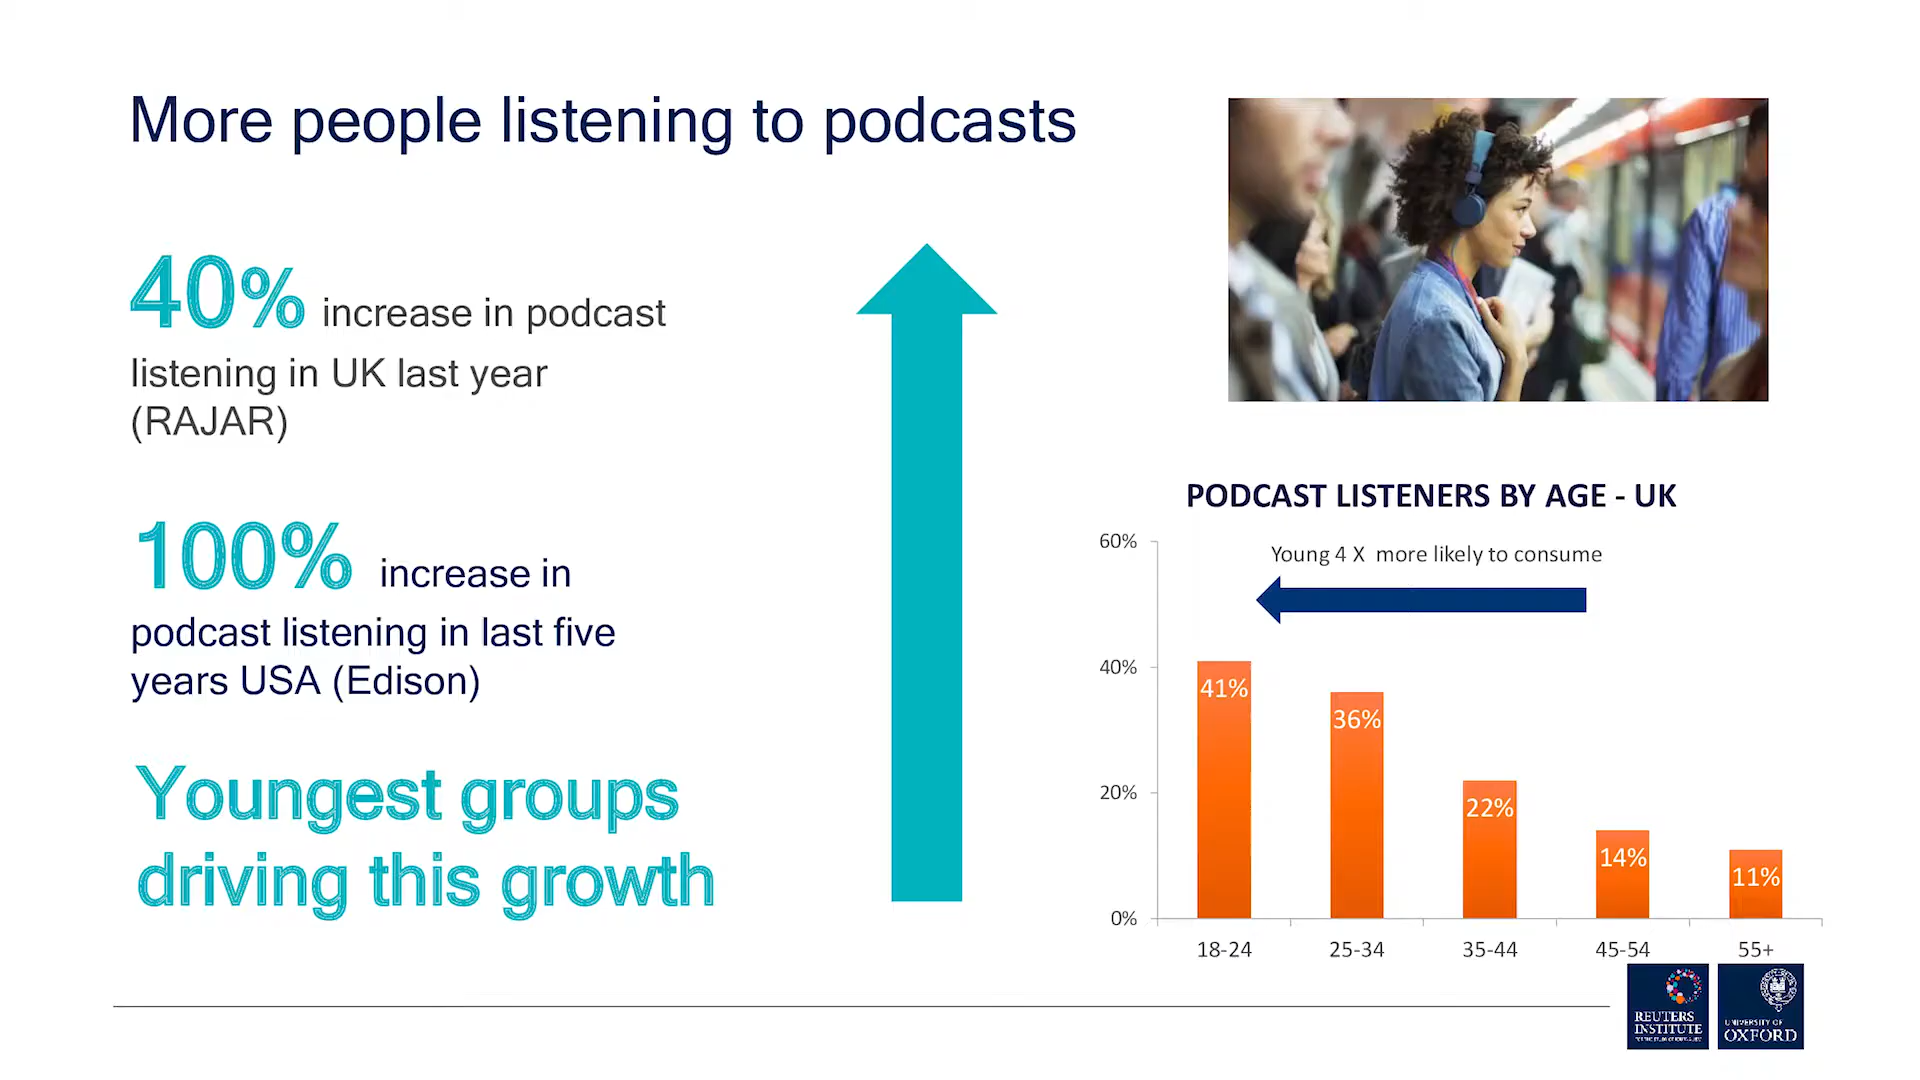 More people listening to podcasts
40% increase in podcast
listening in UK last year
(RAJAR)
100% increase in
podcast listening in last five
years USA (Edison)
Youngest groups
driving this growth
PODCAST LISTENERS BY AGE - UK
Young 4 X more likely to consume
60%
40%
20%
0%
41%
36%
22%
14%
11%
18-24
25-34
35-44
45-54
55+
REUTERS
INSTITUTE
UNIVERSITY OF
OXFORD